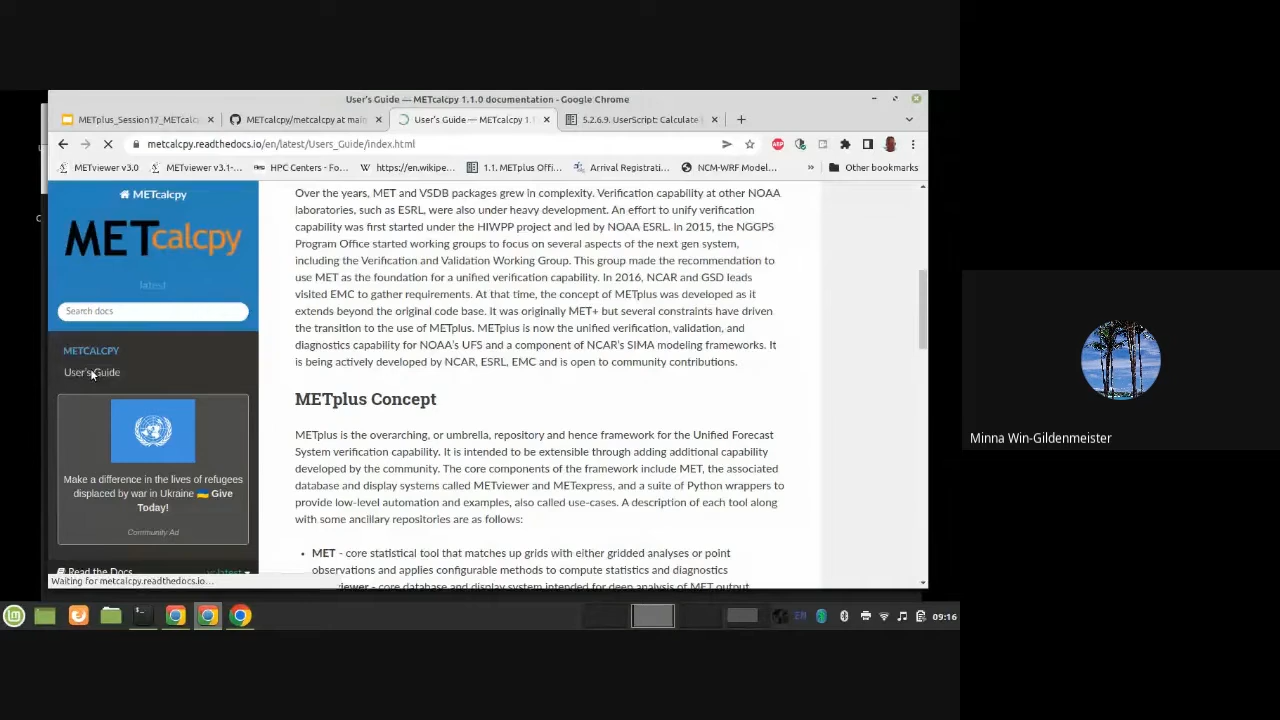 User's Guide — METcalcpy 1.1.0 documentation - Google Chrome
METplus_Session17_METcalc
METcalcpy/metcalcpy at main
User's Guide — METcalcpy 1.1
5.2.6.9. UserScript: Calculate
metcalcpy.readthedocs.io/en/latest/Users_Guide/index.html
METviewer v3.0
METviewer v3.1-...
HPC Centers - Fo...
https://en.wikipe...
1.1. METplus Offi...
Arrival Registrati...
NCM-WRF Model...
Other bookmarks
METcalcpy
METcalcpy
latest
Search docs
METCALCPY
User's Guide
Make a difference in the lives of refugees
displaced by war in Ukraine 🇺🇦 Give
Today!
Community Ad
Read the Docs
v: latest
Waiting for metcalcpy.readthedocs.io...
Over the years, MET and VSDB packages grew in complexity. Verification capability at other NOAA
laboratories, such as ESRL, were also under heavy development. An effort to unify verification
capability was first started under the HIWPP project and led by NOAA ESRL. In 2015, the NGGPS
Program Office started working groups to focus on several aspects of the next gen system,
including the Verification and Validation Working Group. This group made the recommendation to
use MET as the foundation for a unified verification capability. In 2016, NCAR and GSD leads
visited EMC to gather requirements. At that time, the concept of METplus was developed as it
extends beyond the original code base. It was originally MET+ but several constraints have driven
the transition to the use of METplus. METplus is now the unified verification, validation, and
diagnostics capability for NOAA's UFS and a component of NCAR's SIMA modeling frameworks. It
is being actively developed by NCAR, ESRL, EMC and is open to community contributions.
METplus Concept
METplus is the overarching, or umbrella, repository and hence framework for the Unified Forecast
System verification capability. It is intended to be extensible through adding additional capability
developed by the community. The core components of the framework include MET, the associated
database and display systems called METviewer and METexpress, and a suite of Python wrappers to
provide low-level automation and examples, also called use-cases. A description of each tool along
with some ancillary repositories are as follows:
• MET - core statistical tool that matches up grids with either gridded analyses or point
observations and applies configurable methods to compute statistics and diagnostics
viewer - core database and display system intended for deep analysis of MET output
EN
09:16
Minna Win-Gildenmeister